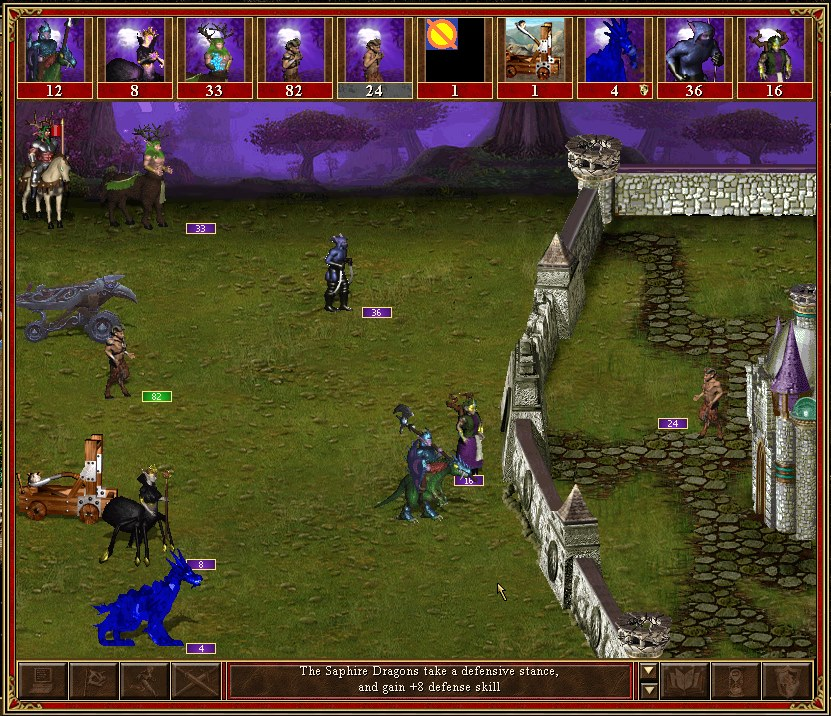 12 8 33 82 24 1 1 4 36 16
33
36
82
24
16
8
4
The Saphire Dragons take a defensive stance,
and gain +8 defense skill